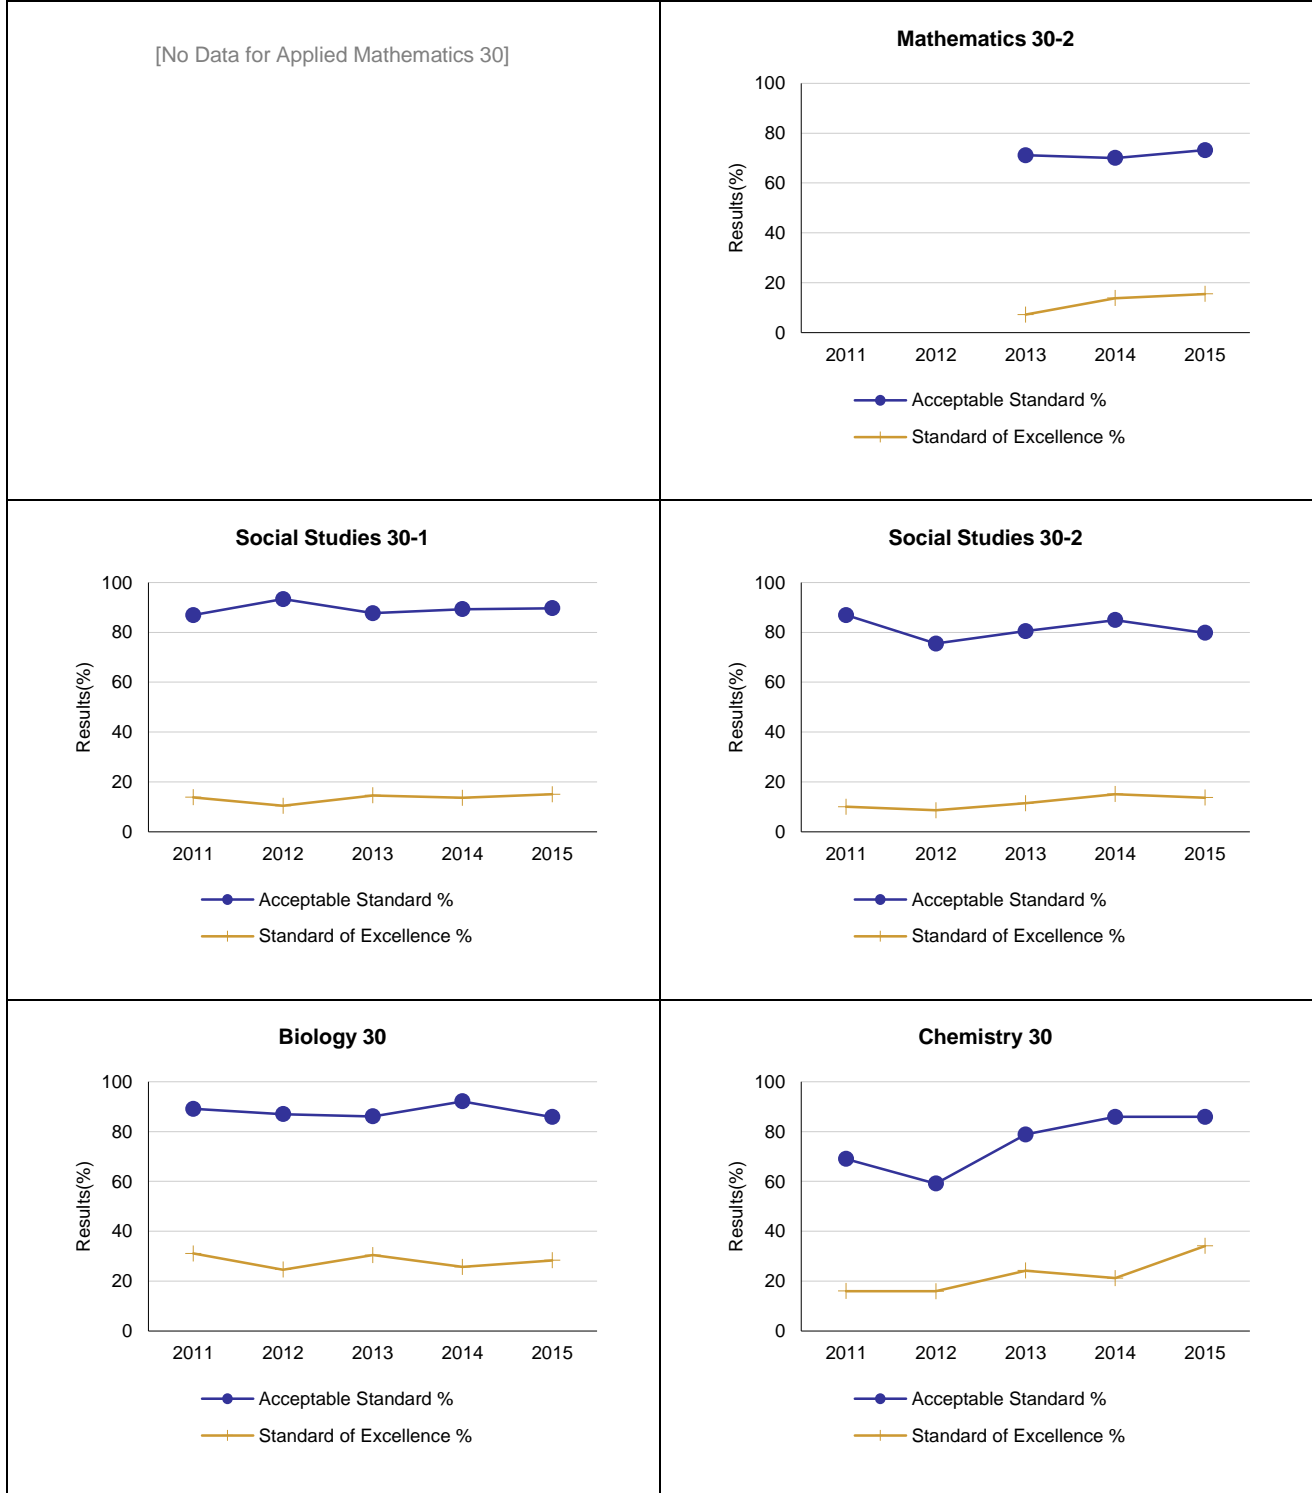 [No Data for Applied Mathematics 30]
Mathematics 30-2
100
80
60
40
20
0
Results(%)
2011 2012 2013 2014 2015
Acceptable Standard %
Standard of Excellence %
Social Studies 30-1
100
80
60
40
20
0
Results(%)
2011 2012 2013 2014 2015
Acceptable Standard %
Standard of Excellence %
Social Studies 30-2
100
80
60
40
20
0
Results(%)
2011 2012 2013 2014 2015
Acceptable Standard %
Standard of Excellence %
Biology 30
100
80
60
40
20
0
Results(%)
2011 2012 2013 2014 2015
Acceptable Standard %
Standard of Excellence %
Chemistry 30
100
80
60
40
20
0
Results(%)
2011 2012 2013 2014 2015
Acceptable Standard %
Standard of Excellence %